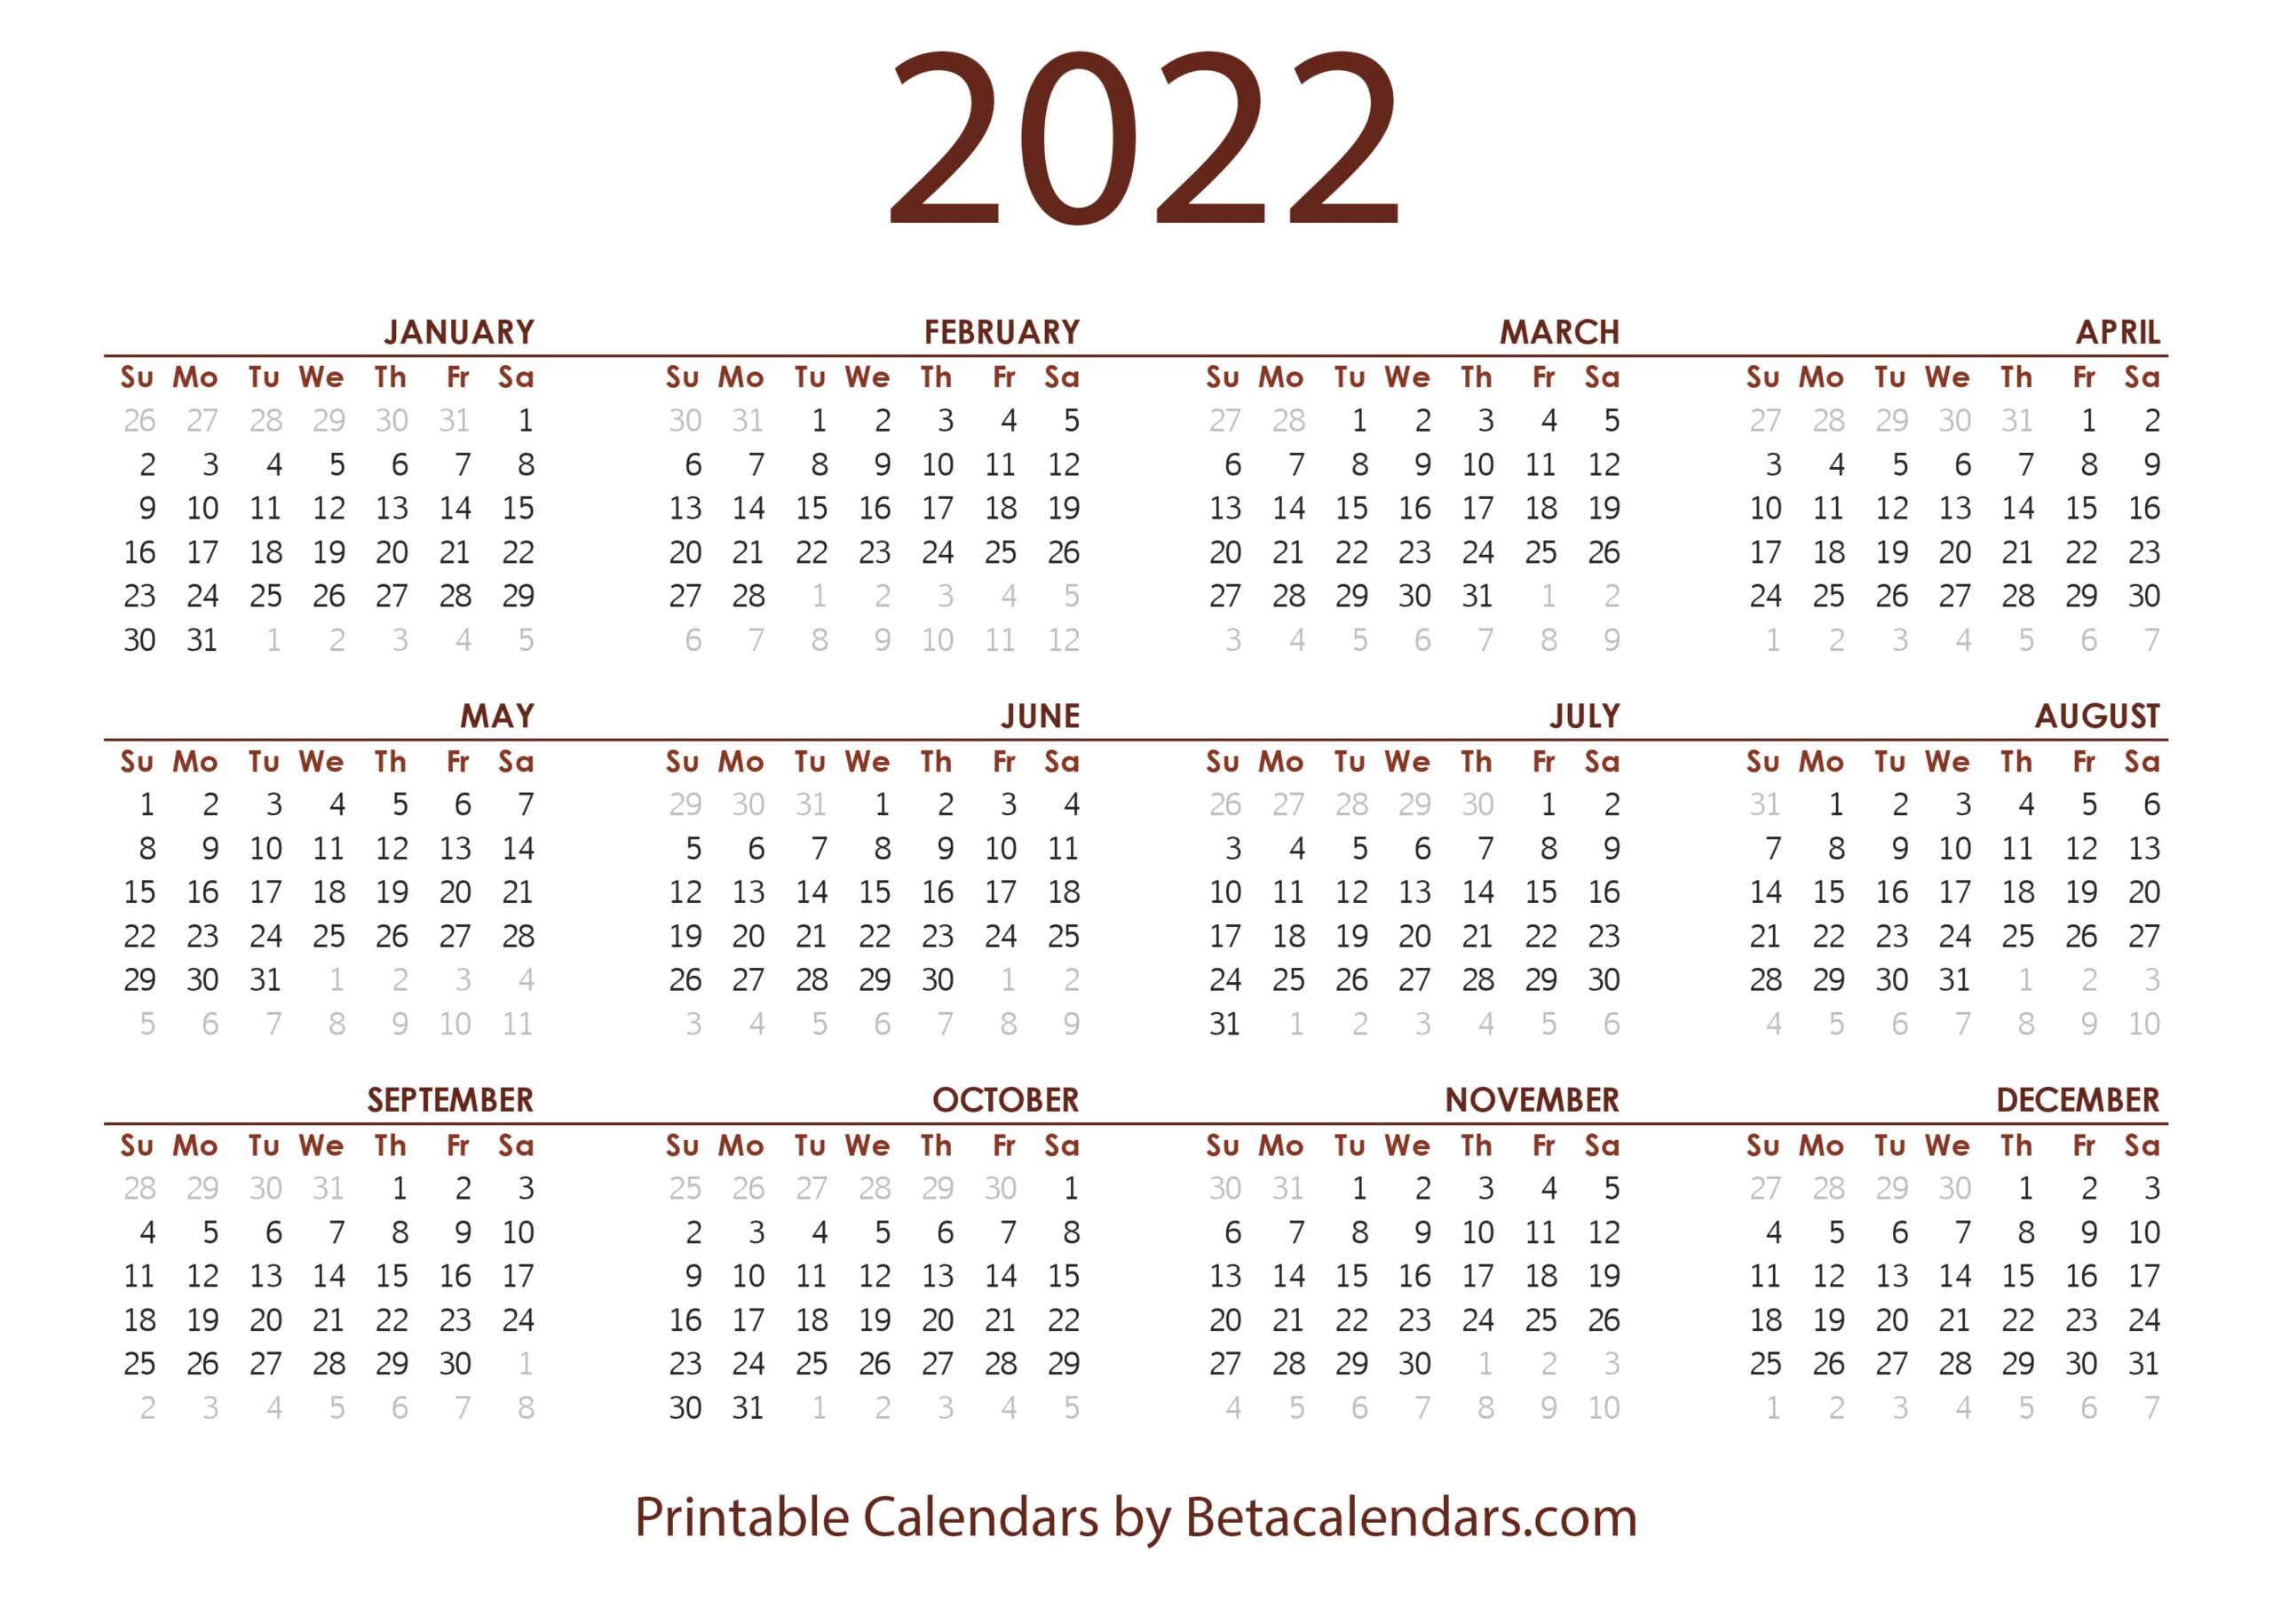 2022
JANUARY FEBRUARY MARCH APRIL
Su Mo Tu We Th Fr Sa Su Mo Tu We Th Fr Sa Su Mo Tu We Th Fr Sa Su Mo Tu We Th Fr Sa
26 27 28 29 30 31 1 30 31 1 2 3 4 5 27 28 1 2 3 4 5 27 28 29 30 31 1 2
2 3 4 5 6 7 8 6 7 8 9 10 11 12 6 7 8 9 10 11 12 3 4 5 6 7 8 9
9 10 11 12 13 14 15 13 14 15 16 17 18 19 13 14 15 16 17 18 19 10 11 12 13 14 15 16
16 17 18 19 20 21 22 20 21 22 23 24 25 26 20 21 22 23 24 25 26 17 18 19 20 21 22 23
23 24 25 26 27 28 29 27 28 1 2 3 4 5 27 28 29 30 31 1 2 24 25 26 27 28 29 30
30 31 1 2 3 4 5 6 7 8 9 10 11 12 3 4 5 6 7 8 9 1 2 3 4 5 6 7
MAY JUNE JULY AUGUST
Su Mo Tu We Th Fr Sa Su Mo Tu We Th Fr Sa Su Mo Tu We Th Fr Sa Su Mo Tu We Th Fr Sa
1 2 3 4 5 6 7 29 30 31 1 2 3 4 26 27 28 29 30 1 2 31 1 2 3 4 5 6
8 9 10 11 12 13 14 5 6 7 8 9 10 11 3 4 5 6 7 8 9 7 8 9 10 11 12 13
15 16 17 18 19 20 21 12 13 14 15 16 17 18 10 11 12 13 14 15 16 14 15 16 17 18 19 20
22 23 24 25 26 27 28 19 20 21 22 23 24 25 17 18 19 20 21 22 23 21 22 23 24 25 26 27
29 30 31 1 2 3 4 26 27 28 29 30 1 2 24 25 26 27 28 29 30 28 29 30 31 1 2 3
5 6 7 8 9 10 11 3 4 5 6 7 8 9 31 1 2 3 4 5 6 4 5 6 7 8 9 10
SEPTEMBER OCTOBER NOVEMBER DECEMBER
Su Mo Tu We Th Fr Sa Su Mo Tu We Th Fr Sa Su Mo Tu We Th Fr Sa Su Mo Tu We Th Fr Sa
28 29 30 31 1 2 3 25 26 27 28 29 30 1 30 31 1 2 3 4 5 27 28 29 30 1 2 3
4 5 6 7 8 9 10 2 3 4 5 6 7 8 6 7 8 9 10 11 12 4 5 6 7 8 9 10
11 12 13 14 15 16 17 9 10 11 12 13 14 15 13 14 15 16 17 18 19 11 12 13 14 15 16 17
18 19 20 21 22 23 24 16 17 18 19 20 21 22 20 21 22 23 24 25 26 18 19 20 21 22 23 24
25 26 27 28 29 30 1 23 24 25 26 27 28 29 27 28 29 30 1 2 3 25 26 27 28 29 30 31
2 3 4 5 6 7 8 30 31 1 2 3 4 5 4 5 6 7 8 9 10 1 2 3 4 5 6 7
Printable Calendars by Betacalendars.com